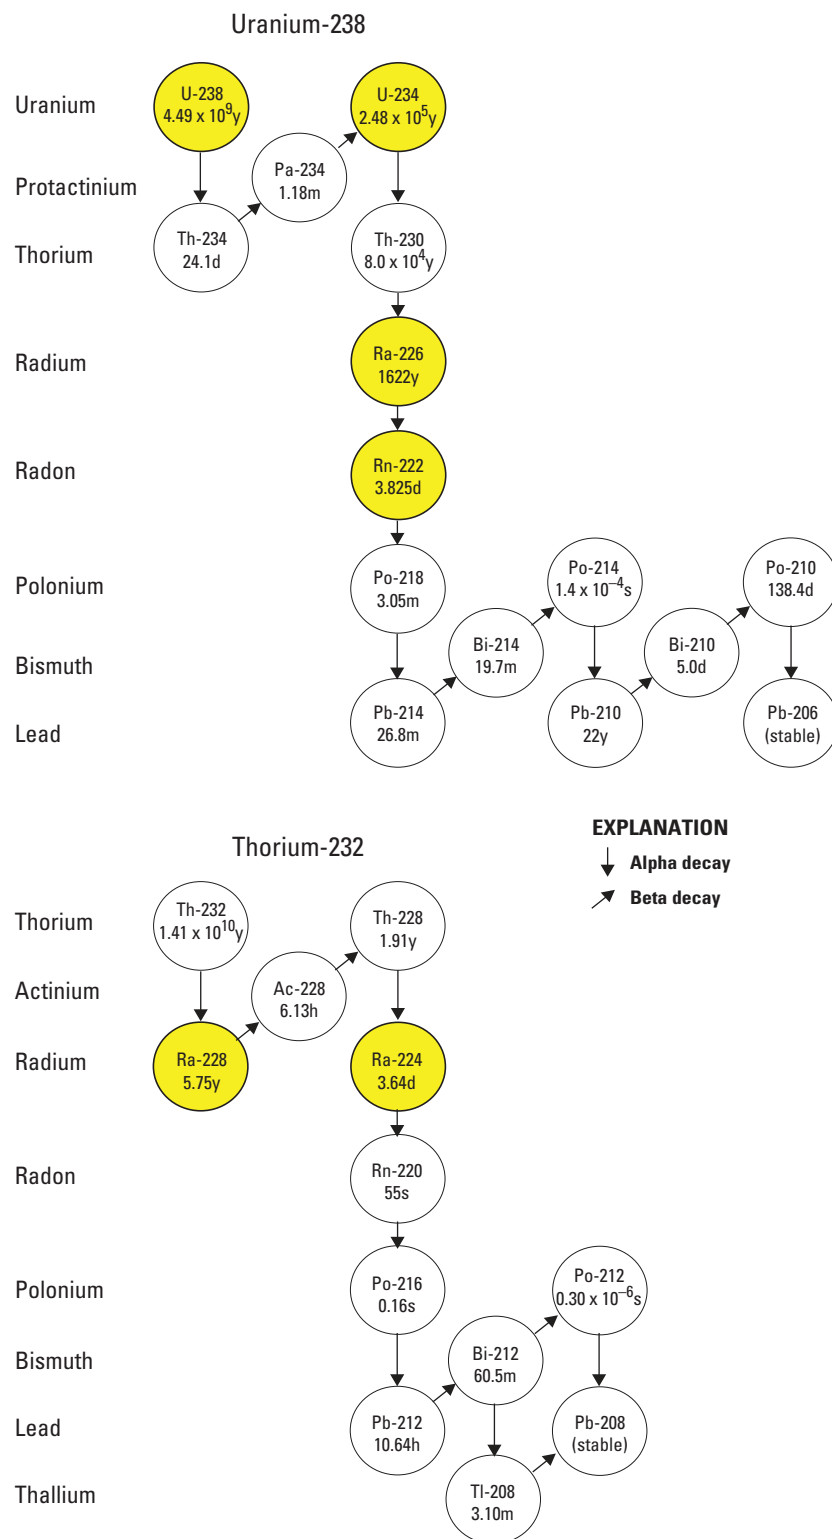 Uranium-238
Uranium
U-238
4.49 x 10⁹y
U-234
2.48 x 10⁵y
Protactinium
Pa-234
1.18m
Thorium
Th-234
24.1d
Th-230
8.0 x 10⁴y
Radium
Ra-226
1622y
Radon
Rn-222
3.825d
Polonium
Po-218
3.05m
Po-214
1.4 x 10⁻⁴s
Po-210
138.4d
Bismuth
Bi-214
19.7m
Bi-210
5.0d
Lead
Pb-214
26.8m
Pb-210
22y
Pb-206
(stable)
Thorium-232
EXPLANATION
Alpha decay
Beta decay
Thorium
Th-232
1.41 x 10¹⁰y
Th-228
1.91y
Actinium
Ac-228
6.13h
Radium
Ra-228
5.75y
Ra-224
3.64d
Radon
Rn-220
55s
Polonium
Po-216
0.16s
Po-212
0.30 x 10⁻⁶s
Bismuth
Bi-212
60.5m
Lead
Pb-212
10.64h
Pb-208
(stable)
Thallium
Tl-208
3.10m